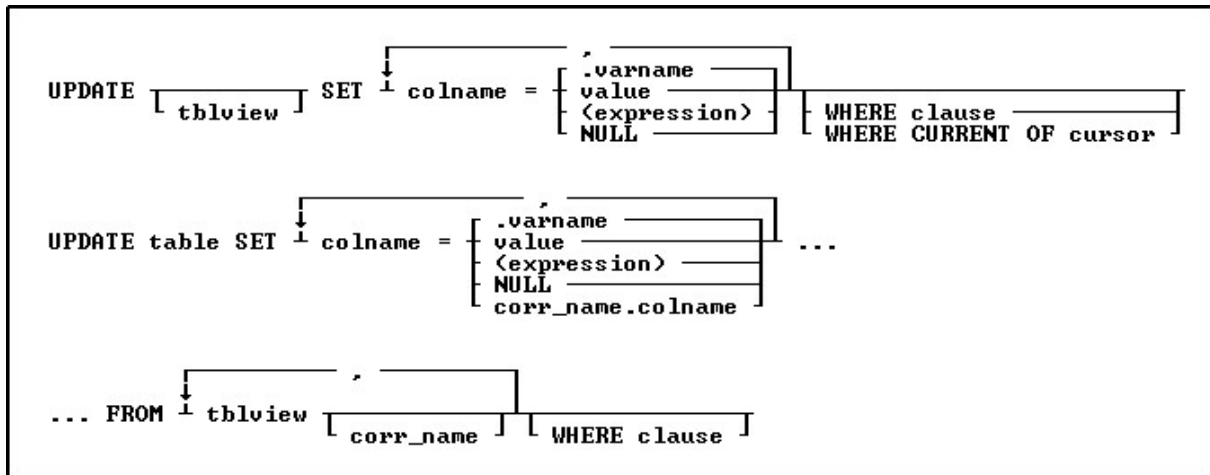 ,
.varname
UPDATE SET colname = value
tblview (expression) WHERE clause
NULL WHERE CURRENT OF cursor
,
.varname
UPDATE table SET colname = value ...
(expression)
NULL
corr_name.colname
,
... FROM tblview
corr_name WHERE clause